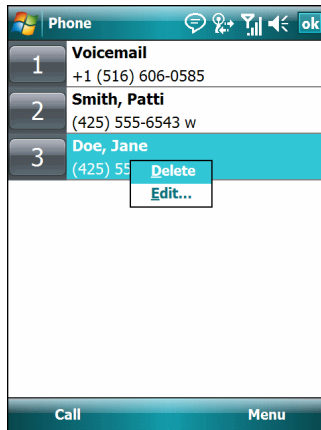 Phone ok
1 Voicemail
+1 (516) 606-0585
2 Smith, Patti
(425) 555-6543 w
3 Doe, Jane
(425) 55
Delete
Edit...
Call Menu